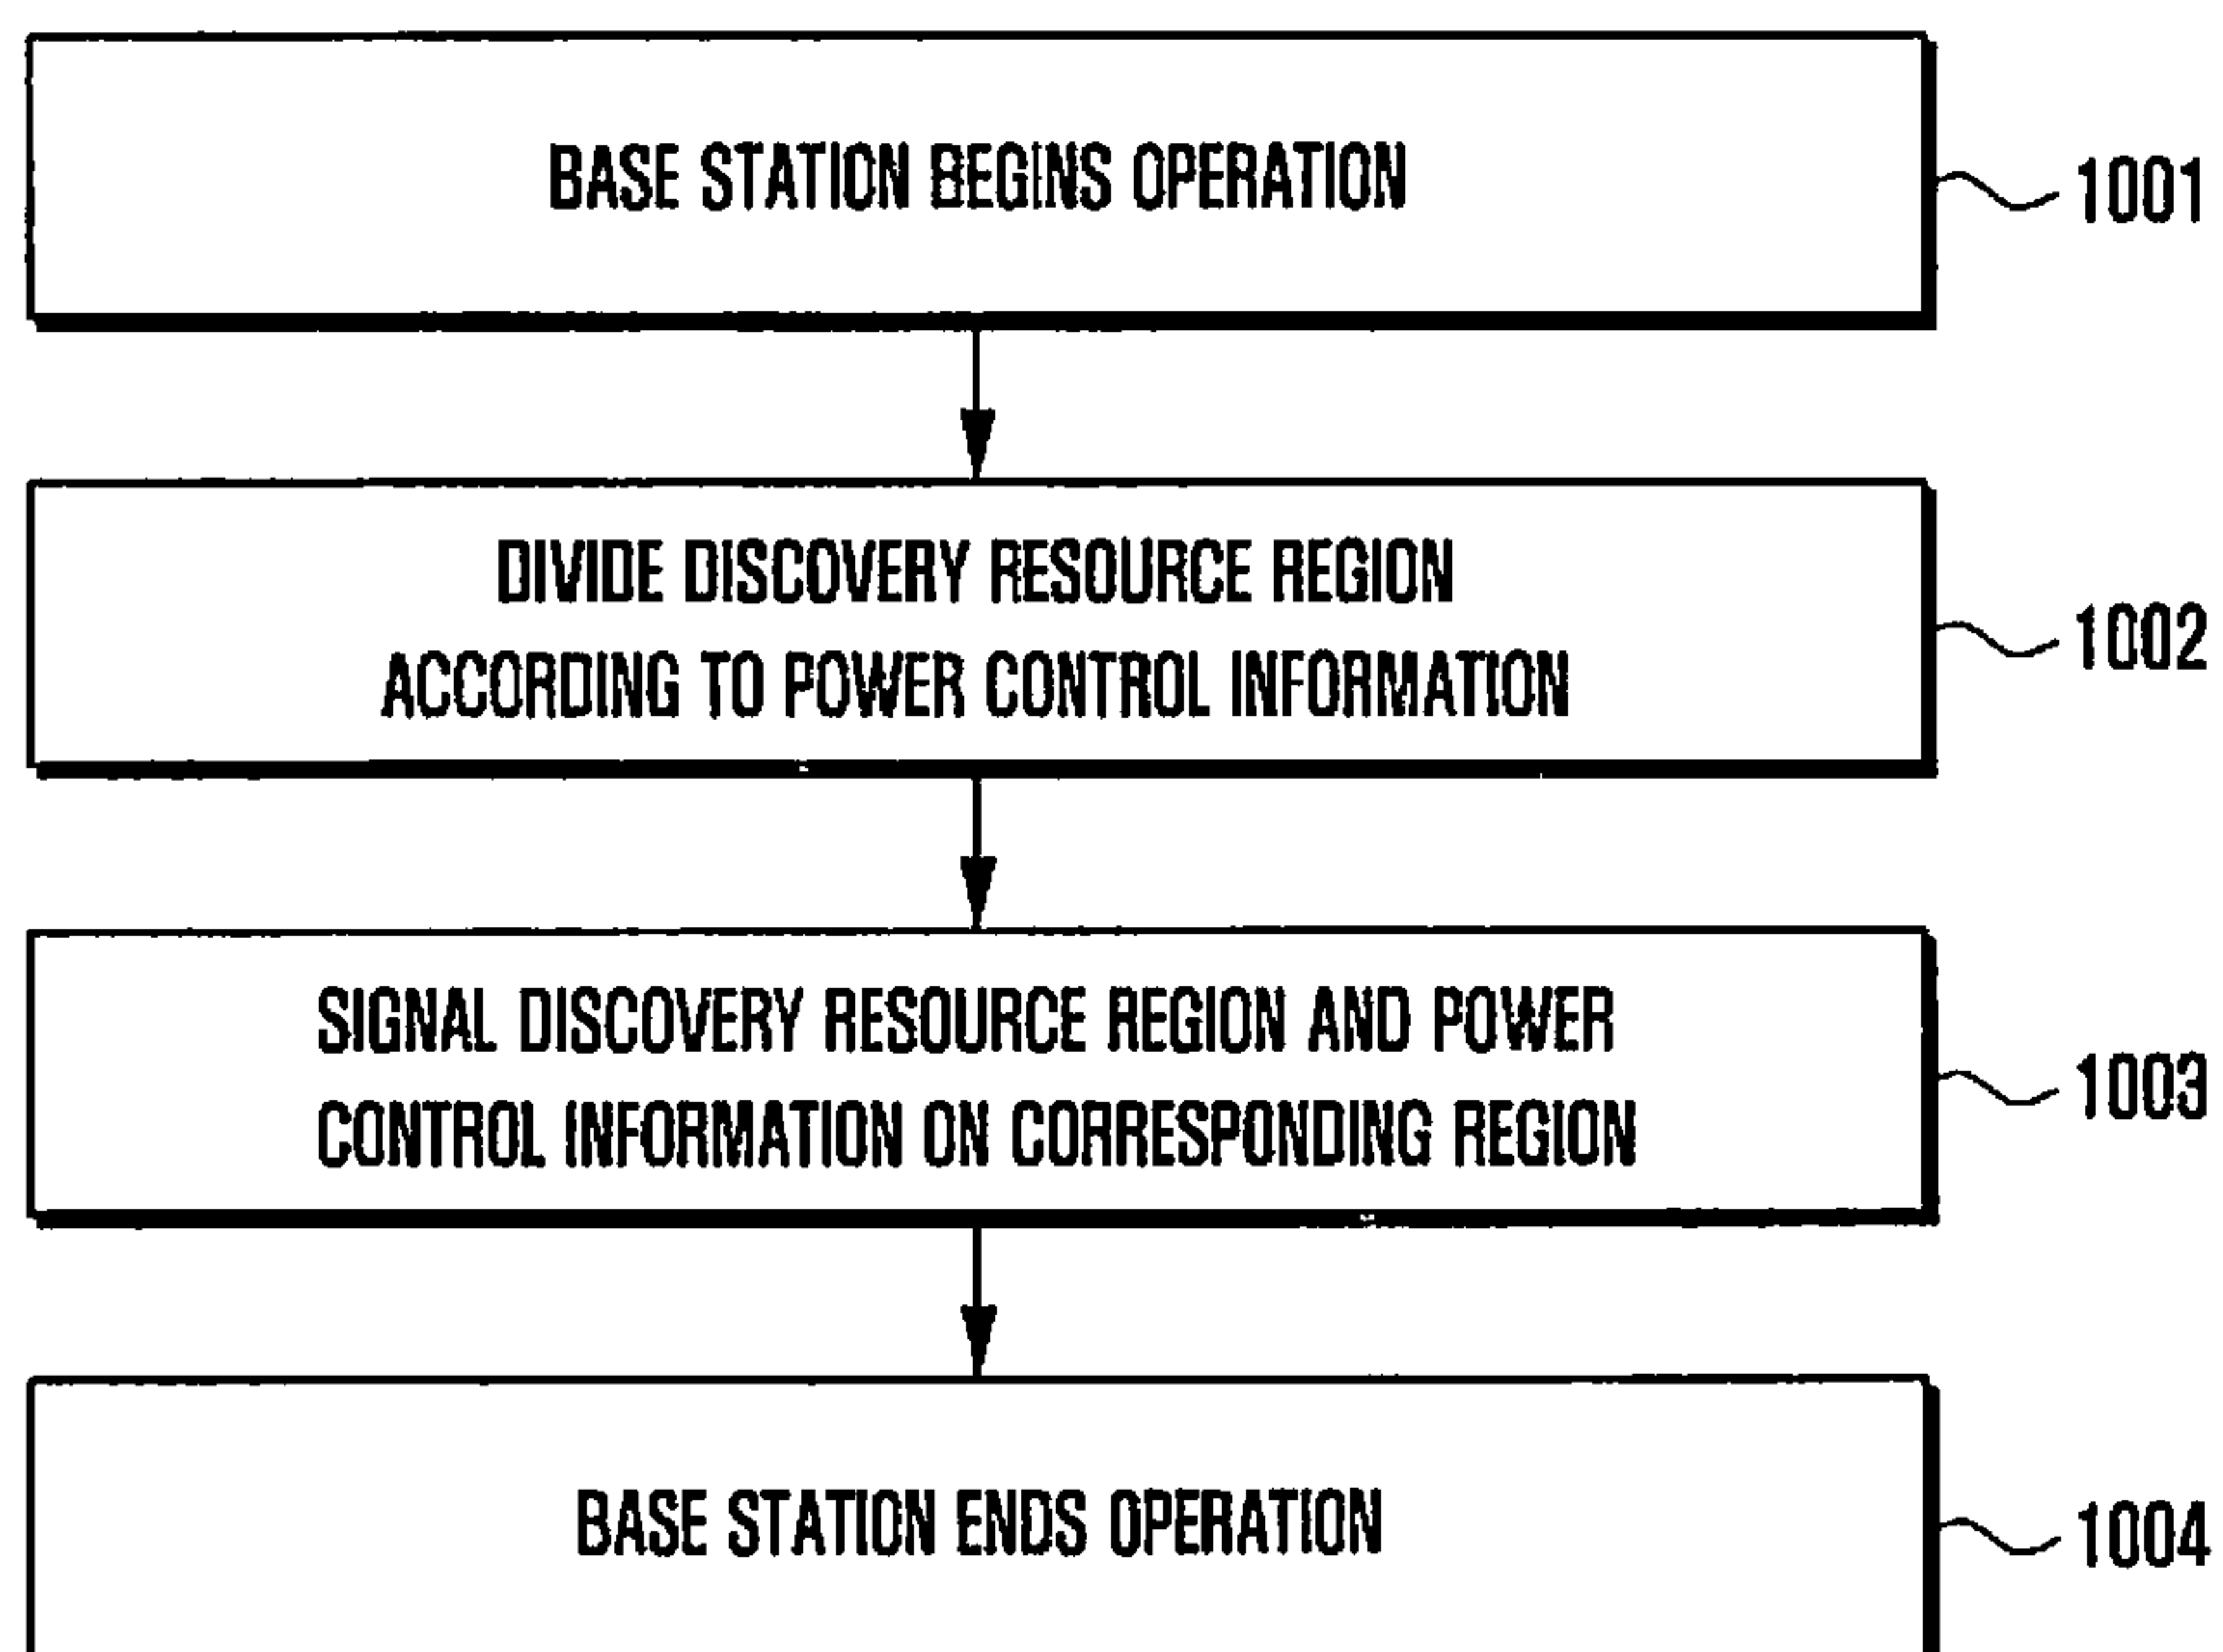 BASE STATION BEGINS OPERATION
1001
DIVIDE DISCOVERY RESOURCE REGION
ACCORDING TO POWER CONTROL INFORMATION
1002
SIGNAL DISCOVERY RESOURCE REGION AND POWER
CONTROL INFORMATION ON CORRESPONDING REGION
1003
BASE STATION ENDS OPERATION
1004